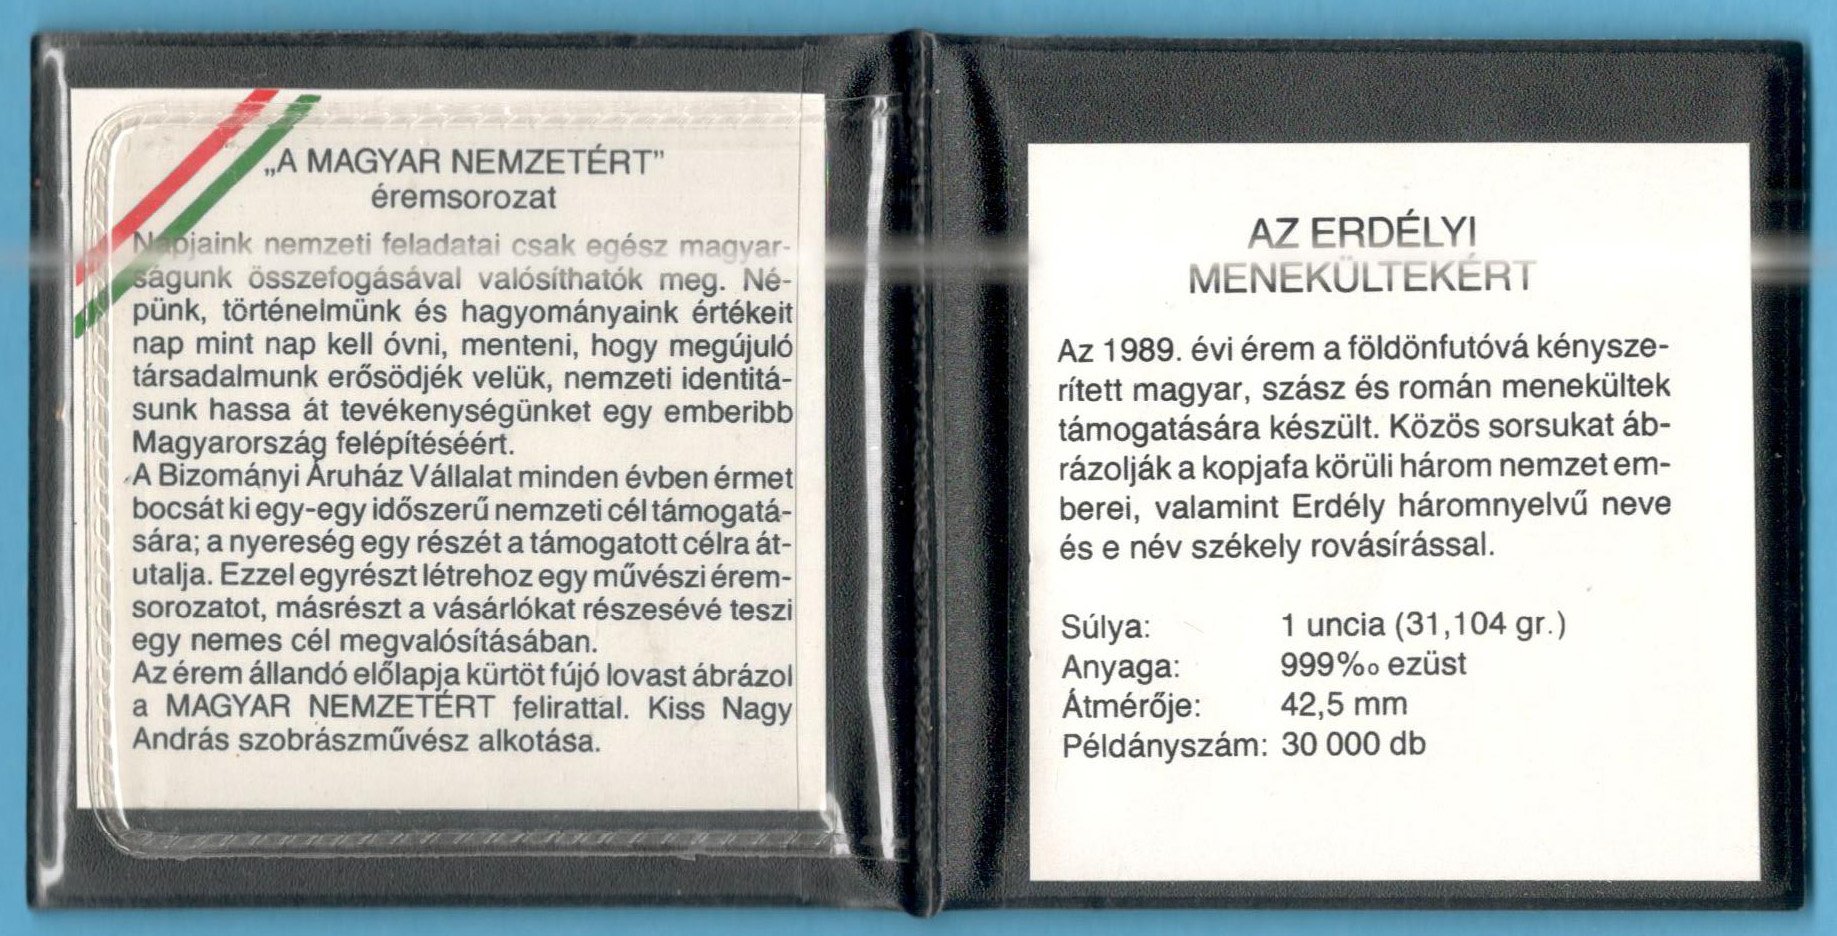 „A MAGYAR NEMZETÉRT”
éremsorozat
Napjaink nemzeti feladatai csak egész magyar-
ságunk összefogásával valósíthatók meg. Né-
pünk, történelmünk és hagyományaink értékeit
nap mint nap kell óvni, menteni, hogy megújuló
társadalmunk erősödjék velük, nemzeti identitá-
sunk hassa át tevékenységünket egy emberibb
Magyarország felépítéséért.
A Bizományi Áruház Vállalat minden évben érmet
bocsát ki egy-egy időszerű nemzeti cél támogatá-
sára; a nyereség egy részét a támogatott célra át-
utalja. Ezzel egyrészt létrehoz egy művészi érem-
sorozatot, másrészt a vásárlókat részesévé teszi
egy nemes cél megvalósításában.
Az érem állandó előlapja kürtöt fújó lovast ábrázol
a MAGYAR NEMZETÉRT felirattal. Kiss Nagy
András szobrászművész alkotása.
AZ ERDÉLYI
MENEKÜLTEKÉRT
Az 1989. évi érem a földönfutóvá kénysze-
rített magyar, szász és román menekültek
támogatására készült. Közös sorsukat áb-
rázolják a kopjafa körüli három nemzet em-
berei, valamint Erdély háromnyelvű neve
és e név székely rovásírással.
Súlya: 1 uncia (31,104 gr.)
Anyaga: 999‰ ezüst
Átmérője: 42,5 mm
Példányszám: 30 000 db